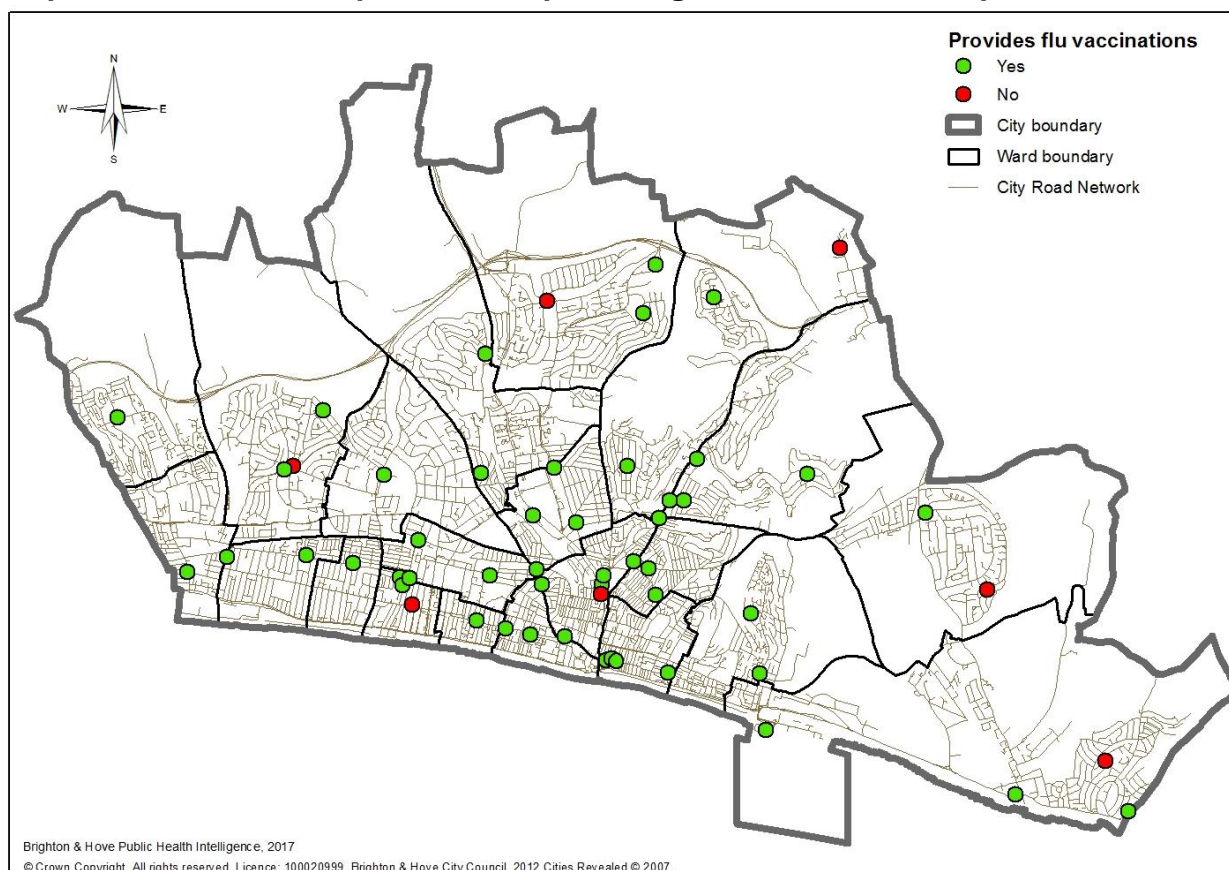 Provides flu vaccinations
Yes
No
City boundary
Ward boundary
City Road Network
N
W E
S
Brighton & Hove Public Health Intelligence, 2017
© Crown Copyright. All rights reserved. Licence: 100020999, Brighton & Hove City Council. 2012 Cities Revealed © 2007.